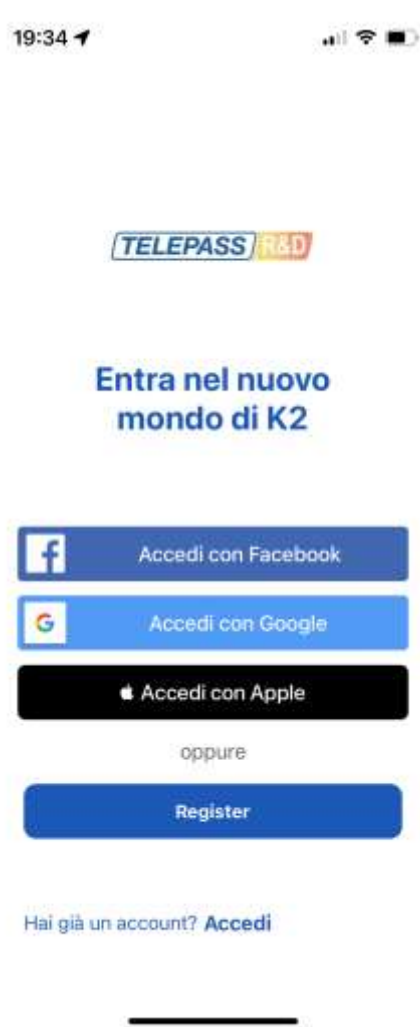 19:34
TELEPASS R&D
Entra nel nuovo
mondo di K2
Accedi con Facebook
Accedi con Google
Accedi con Apple
oppure
Register
Hai già un account? Accedi